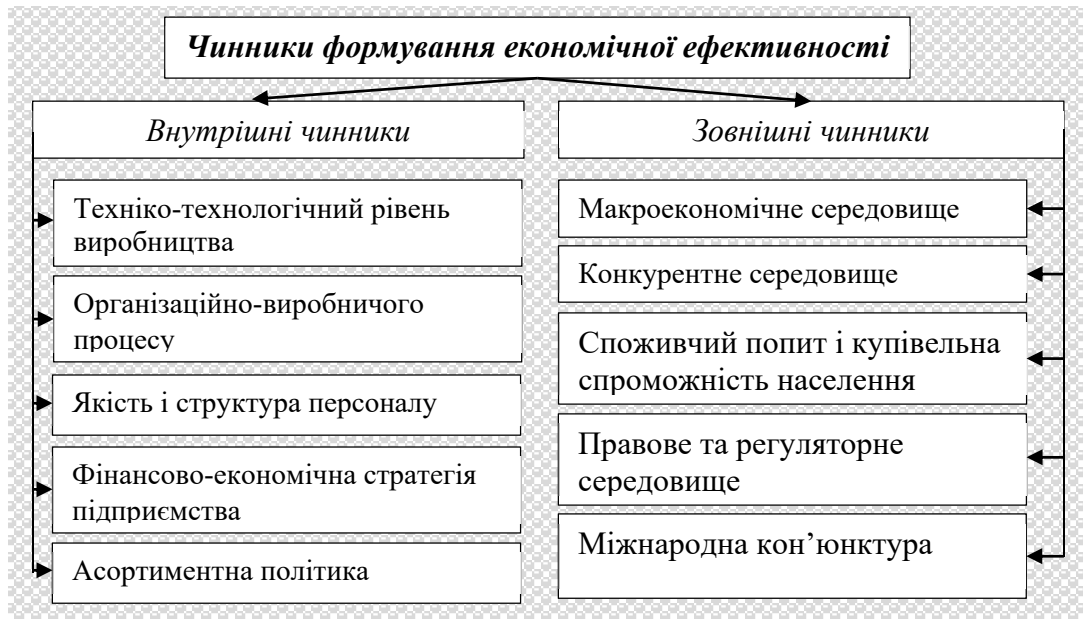 Чинники формування економічної ефективності
Внутрішні чинники
Техніко-технологічний рівень
виробництва
Організаційно-виробничого
процесу
Якість і структура персоналу
Фінансово-економічна стратегія
підприємства
Асортиментна політика
Зовнішні чинники
Макроекономічне середовище
Конкурентне середовище
Споживчий попит і купівельна
спроможність населення
Правове та регуляторне
середовище
Міжнародна кон’юнктура